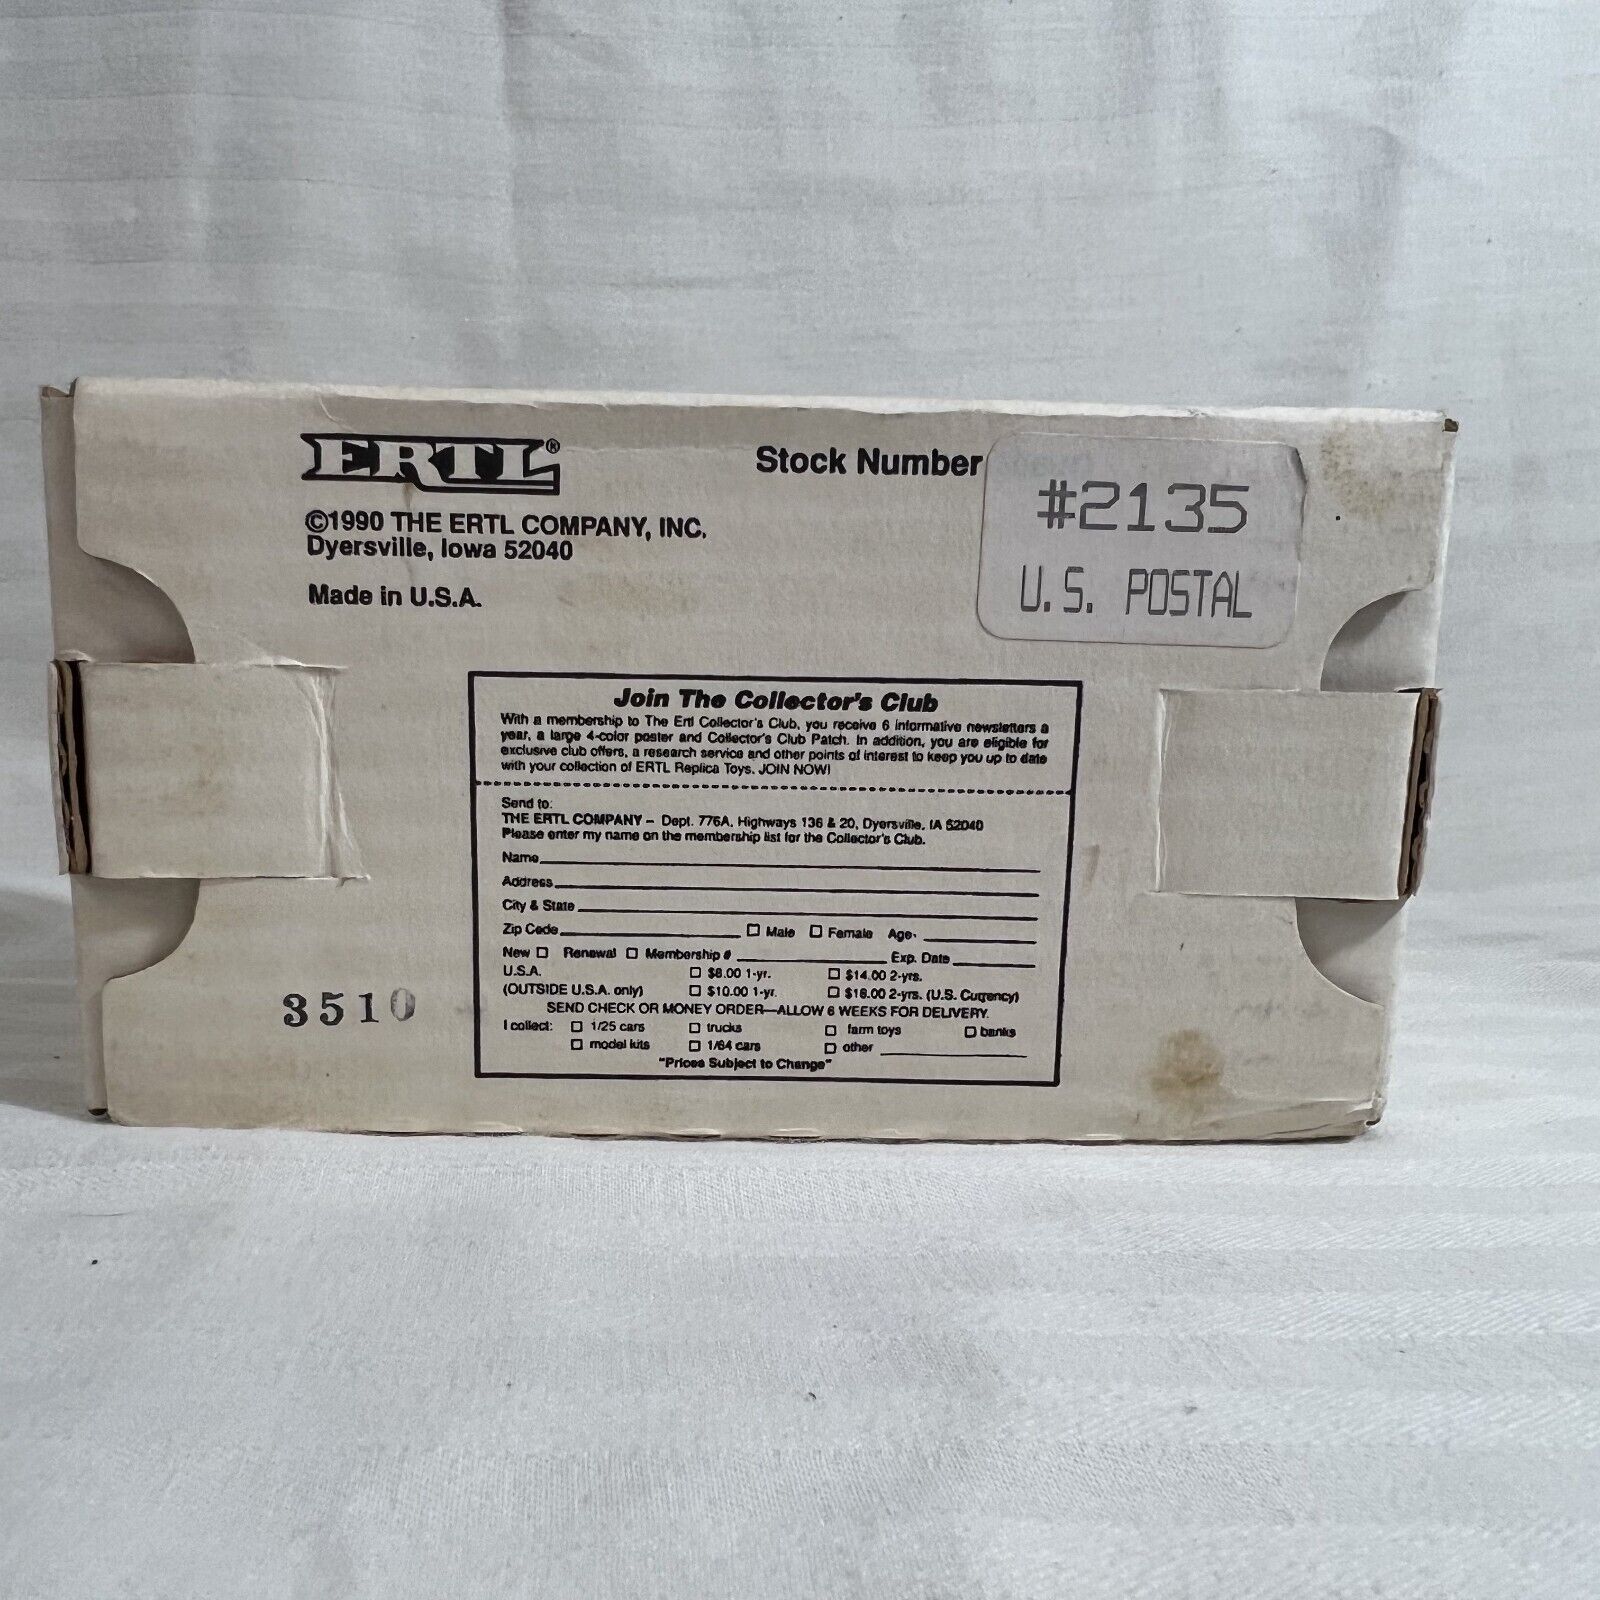 ERTL®
Stock Number
#2135
U.S. POSTAL
©1990 THE ERTL COMPANY, INC.
Dyersville, Iowa 52040
Made in U.S.A.
Join The Collector's Club
With a membership to The Ertl Collector's Club, you receive 6 informative newsletters a
year, a large 4-color poster and Collector's Club Patch. In addition, you are eligible for
exclusive club offers, a research service and other points of interest to keep you up to date
with your collection of ERTL Replica Toys. JOIN NOW!
Send to:
THE ERTL COMPANY – Dept. 776A, Highways 136 & 20, Dyersville, IA 52040
Please enter my name on the membership list for the Collector's Club.
Name
Address
City & State
Zip Code Male Female Age
New Renewal Membership # Exp. Date
U.S.A. $8.00 1-yr. $14.00 2-yrs.
(OUTSIDE U.S.A. only) $10.00 1-yr. $18.00 2-yrs. (U.S. Currency)
SEND CHECK OR MONEY ORDER—ALLOW 6 WEEKS FOR DELIVERY.
I collect: 1/25 cars trucks farm toys banks
model kits 1/64 cars other
"Prices Subject to Change"
3510